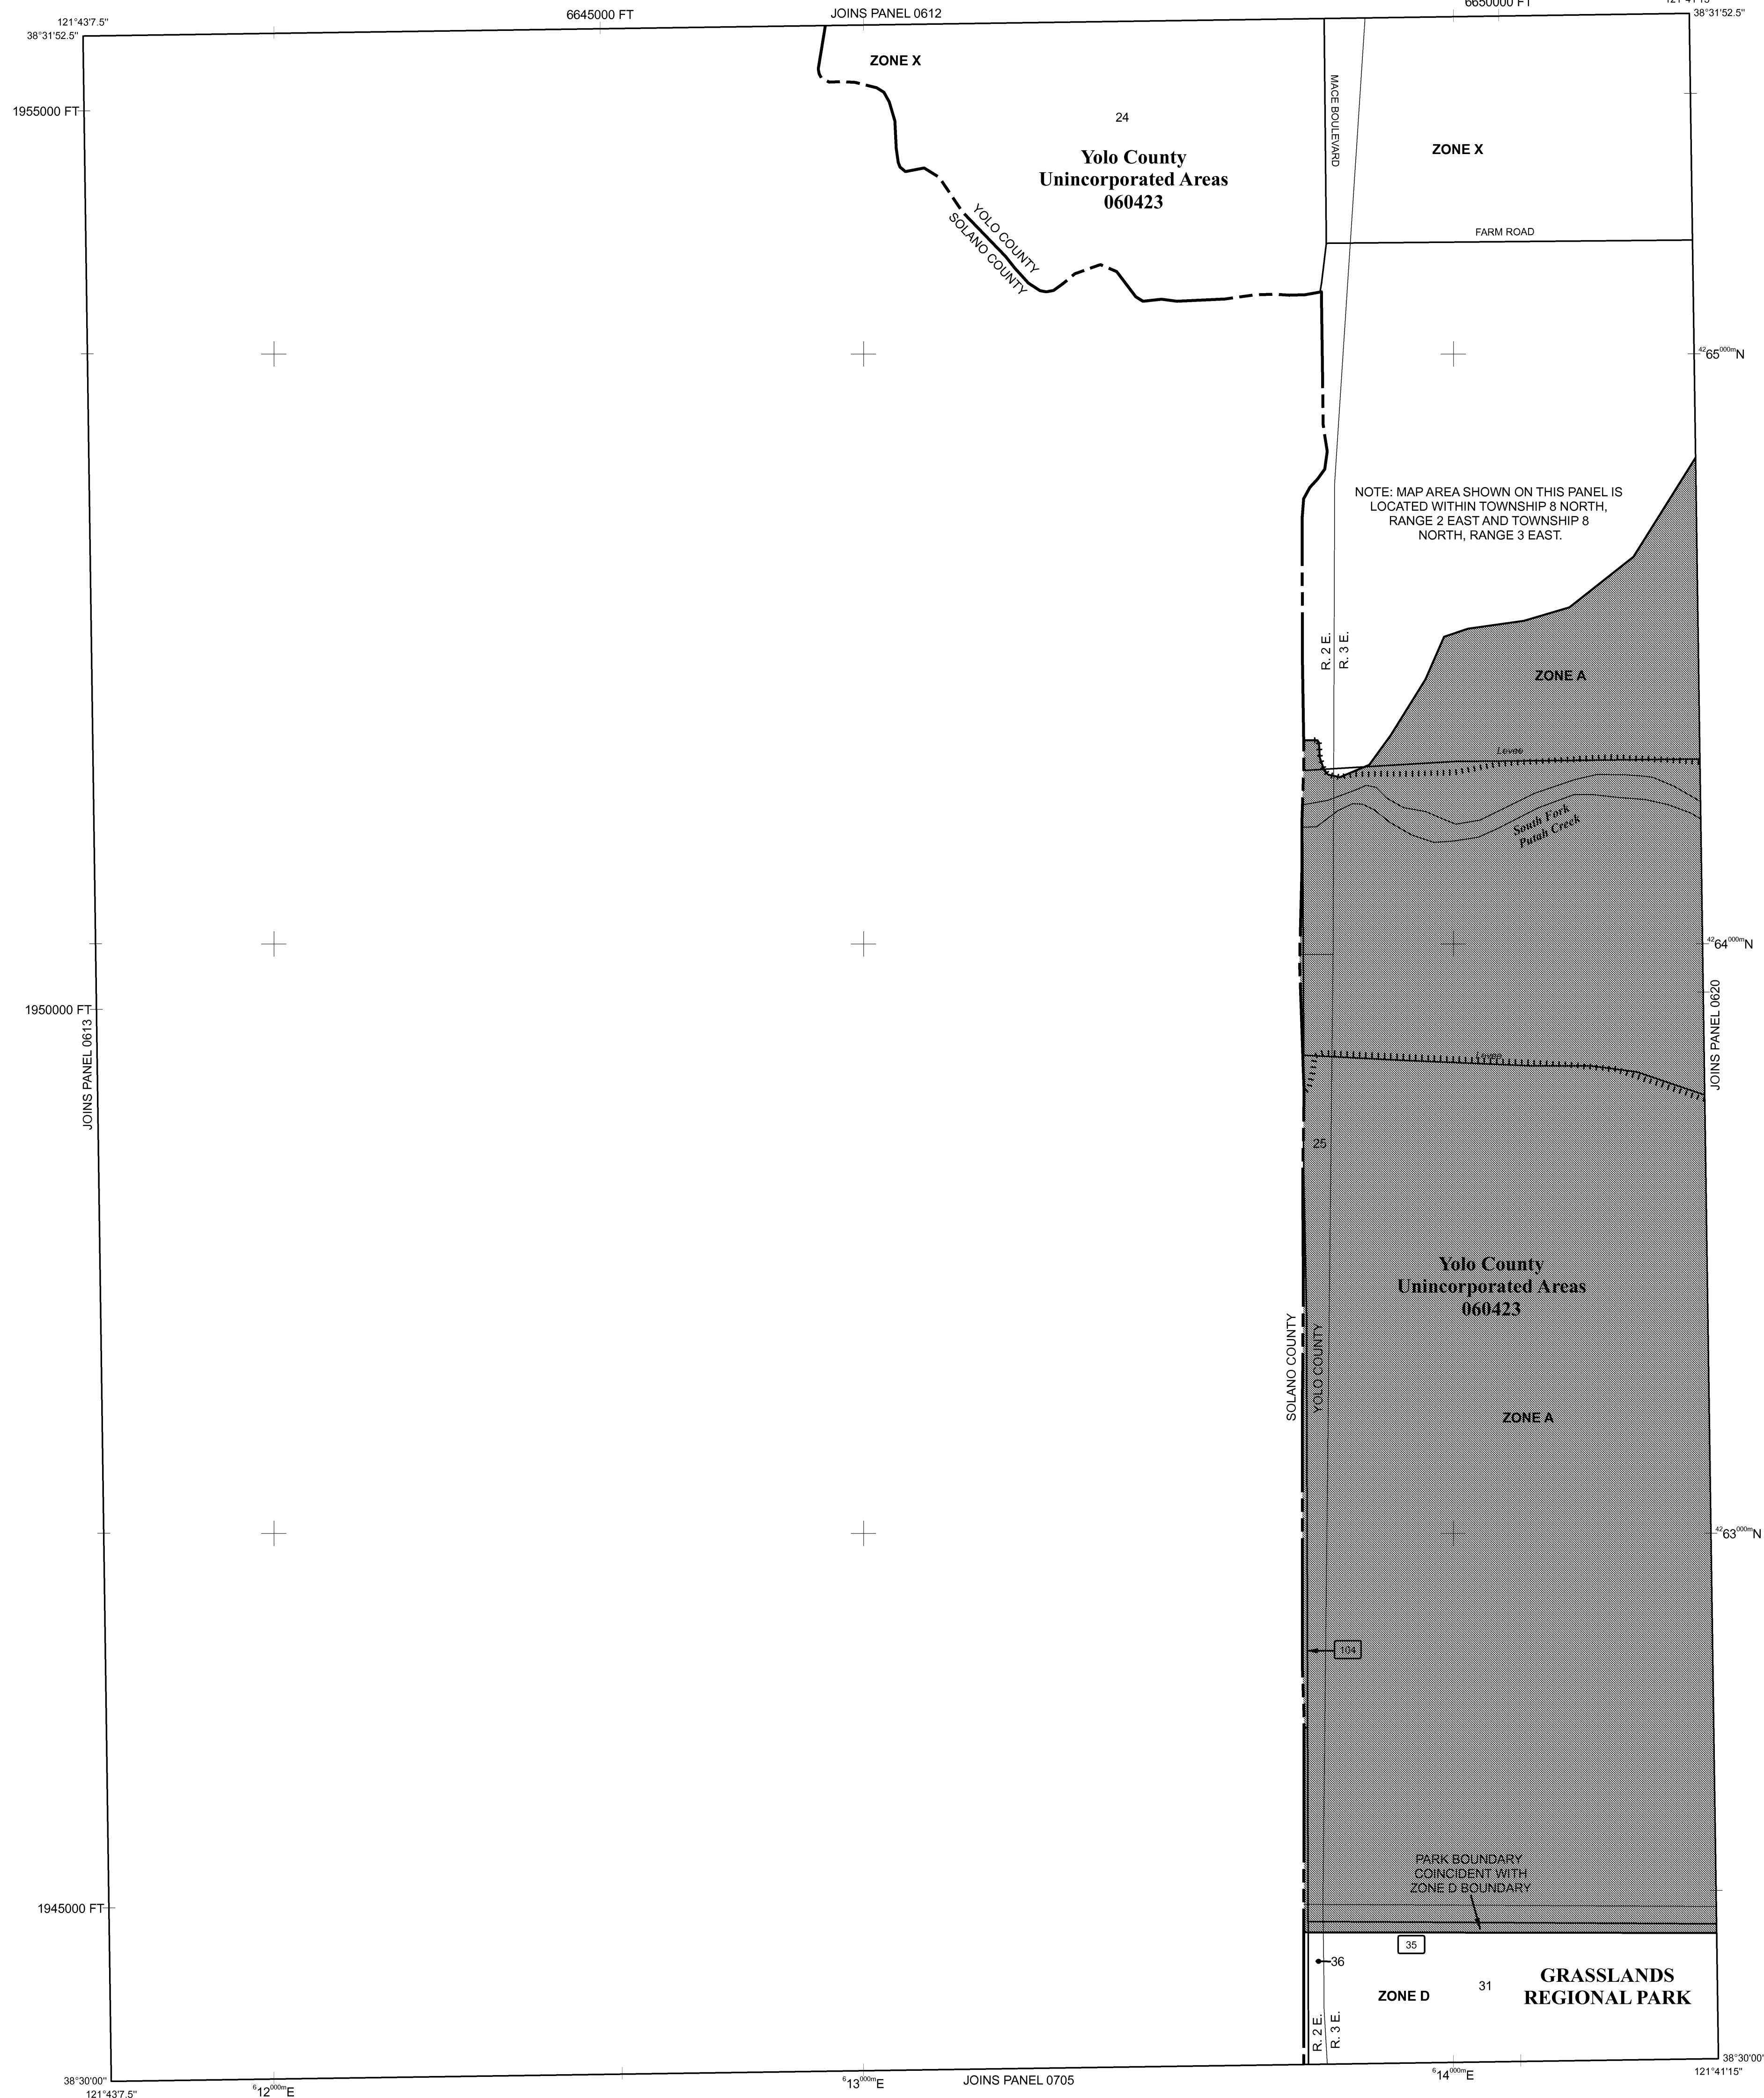 121°43'7.5"
38°31'52.5"
6645000 FT
JOINS PANEL 0612
6650000 FT
38°31'52.5"
1955000 FT
ZONE X
24
Yolo County
Unincorporated Areas
060423
MACE BOULEVARD
ZONE X
FARM ROAD
YOLO COUNTY
SOLANO COUNTY
4265000mN
NOTE: MAP AREA SHOWN ON THIS PANEL IS
LOCATED WITHIN TOWNSHIP 8 NORTH,
RANGE 2 EAST AND TOWNSHIP 8
NORTH, RANGE 3 EAST.
R. 2 E.
R. 3 E.
ZONE A
Levee
South Fork
Putah Creek
4264000mN
1950000 FT
JOINS PANEL 0613
JOINS PANEL 0620
Levee
25
Yolo County
Unincorporated Areas
060423
SOLANO COUNTY
YOLO COUNTY
ZONE A
4263000mN
104
PARK BOUNDARY
COINCIDENT WITH
ZONE D BOUNDARY
1945000 FT
35
36
31
GRASSLANDS
REGIONAL PARK
ZONE D
R. 2 E.
R. 3 E.
38°30'00"
121°43'7.5"
612000mE
613000mE
JOINS PANEL 0705
614000mE
38°30'00"
121°41'15"